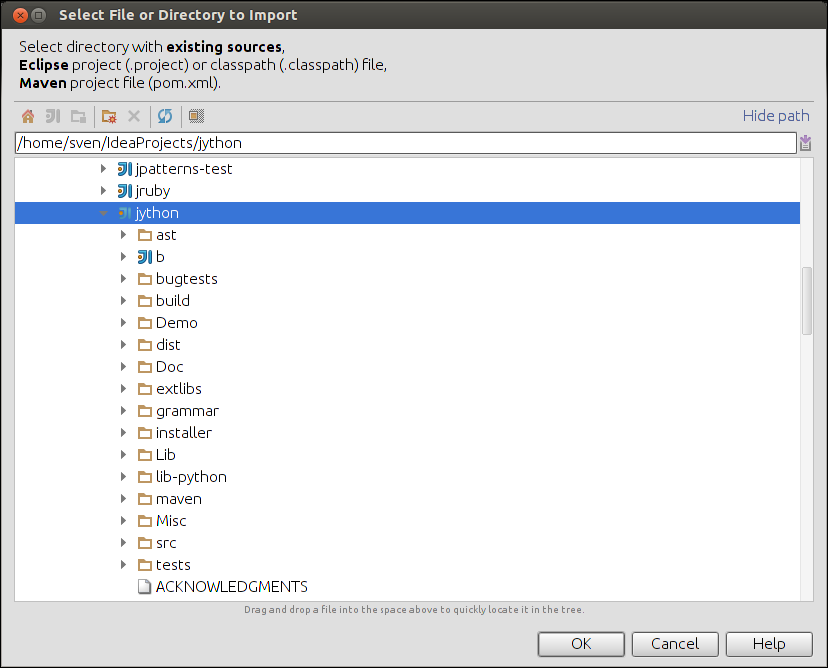 Select File or Directory to Import
Select directory with existing sources,
Eclipse project (.project) or classpath (.classpath) file,
Maven project file (pom.xml).
Hide path
/home/sven/IdeaProjects/jython
jpatterns-test
jruby
jython
ast
b
bugtests
build
Demo
dist
Doc
extlibs
grammar
installer
Lib
lib-python
maven
Misc
src
tests
ACKNOWLEDGMENTS
Drag and drop a file into the space above to quickly locate it in the tree.
OK Cancel Help